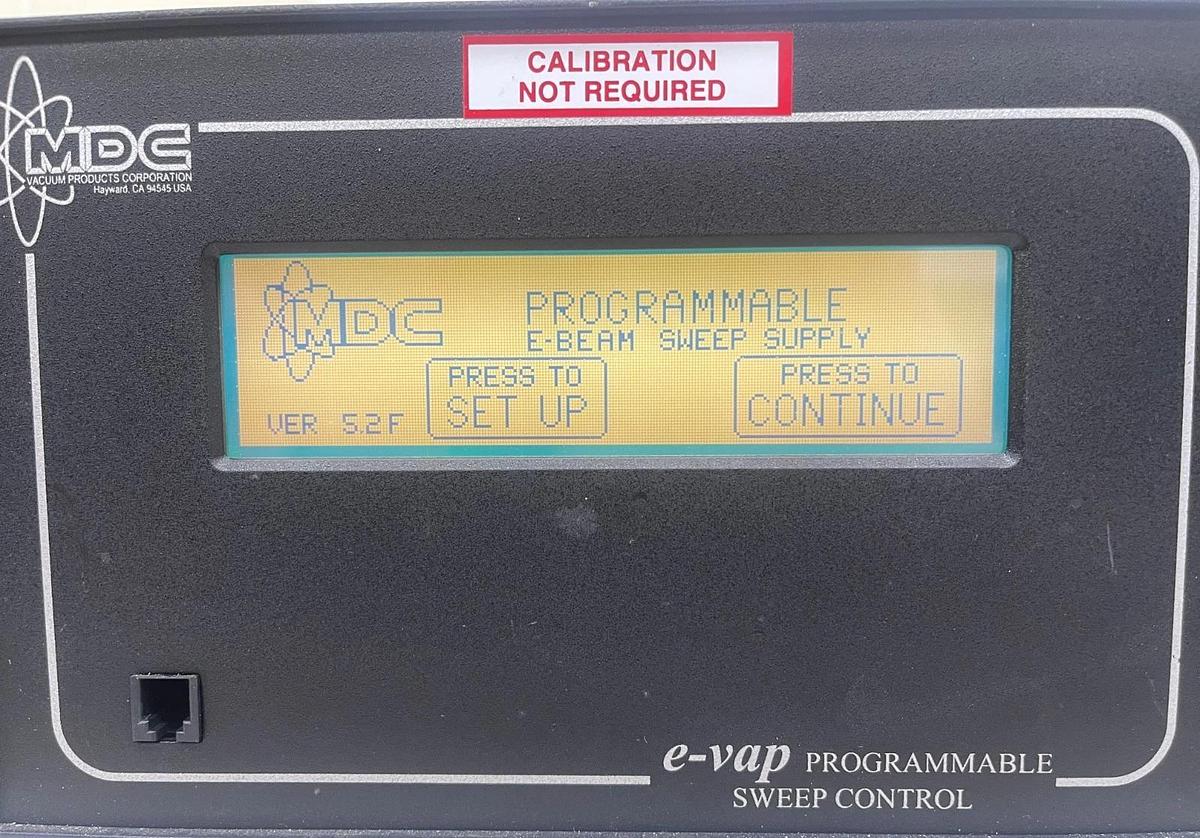 CALIBRATION
NOT REQUIRED
MDC
VACUUM PRODUCTS CORPORATION
Hayward, CA 94545 USA
MDC
PROGRAMMABLE
E-BEAM SWEEP SUPPLY
PRESS TO
SET UP
PRESS TO
CONTINUE
VER 5.2F
e-vap PROGRAMMABLE
SWEEP CONTROL